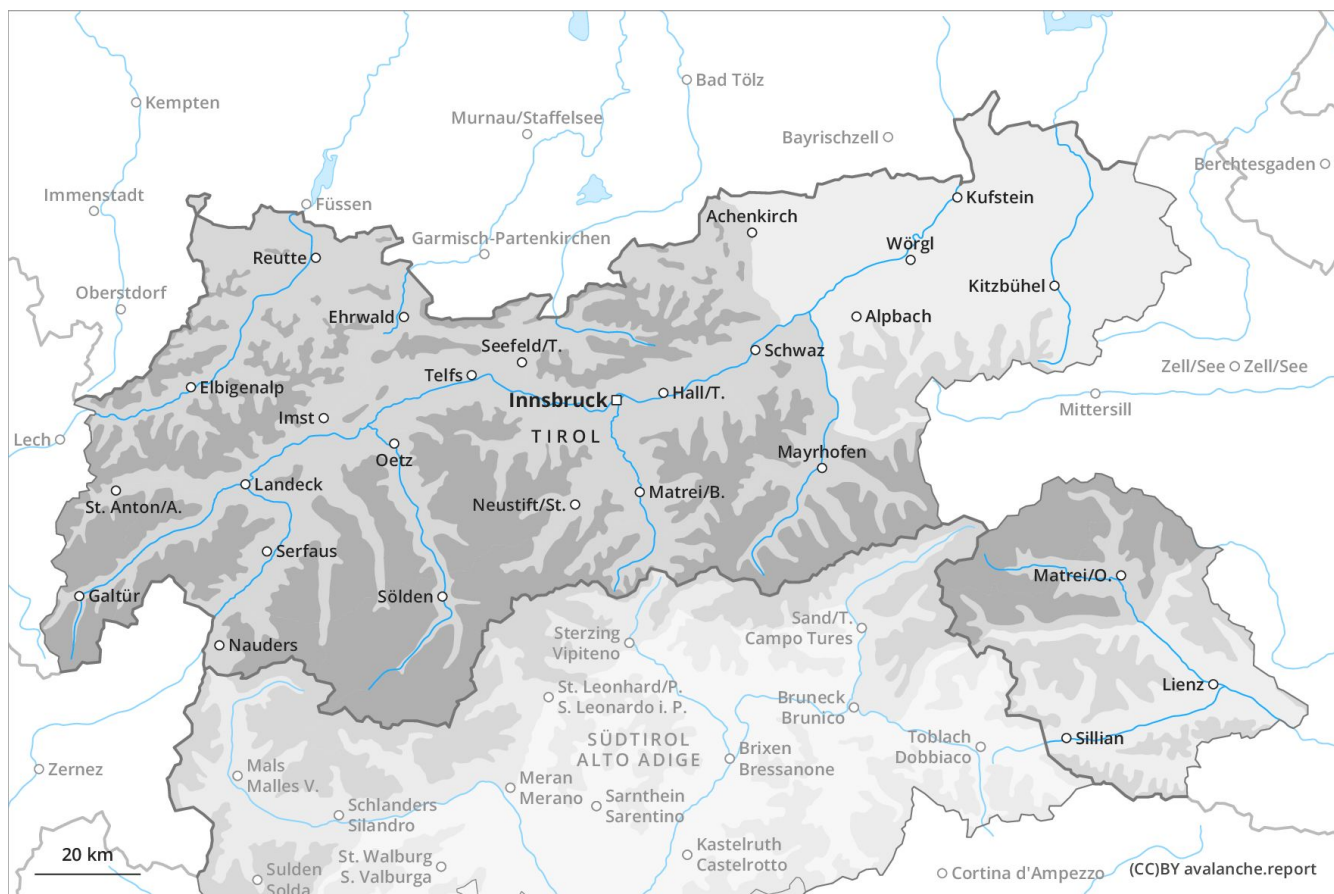 Kempten
Bad Tölz
Murnau/Staffelsee
Bayrischzell
Berchtesgaden
Immenstadt
Füssen
Kufstein
Achenkirch
Garmisch-Partenkirchen
Wörgl
Reutte
Kitzbühel
Oberstdorf
Ehrwald
Alpbach
Seefeld/T.
Schwaz
Zell/See
Zell/See
Telfs
Elbigenalp
Hall/T.
Mittersill
Innsbruck
Imst
Lech
TIROL
Oetz
Mayrhofen
Landeck
Matrei/B.
St. Anton/A.
Neustift/St.
Serfaus
Matrei/O.
Galtür
Sölden
Sand/T.
Campo Tures
Sterzing
Vipiteno
Nauders
Lienz
St. Leonhard/P.
S. Leonardo i. P.
Bruneck
Brunico
SÜDTIROL
ALTO ADIGE
Sillian
Toblach
Dobbiaco
Brixen
Bressanone
Zernez
Mals
Malles V.
Meran
Merano
Schlanders
Silandro
Sarnthein
Sarentino
20 km
St. Walburg
S. Valburga
Kastelruth
Castelrotto
Sulden
Solda
Cortina d'Ampezzo
(CC)BY avalanche.report